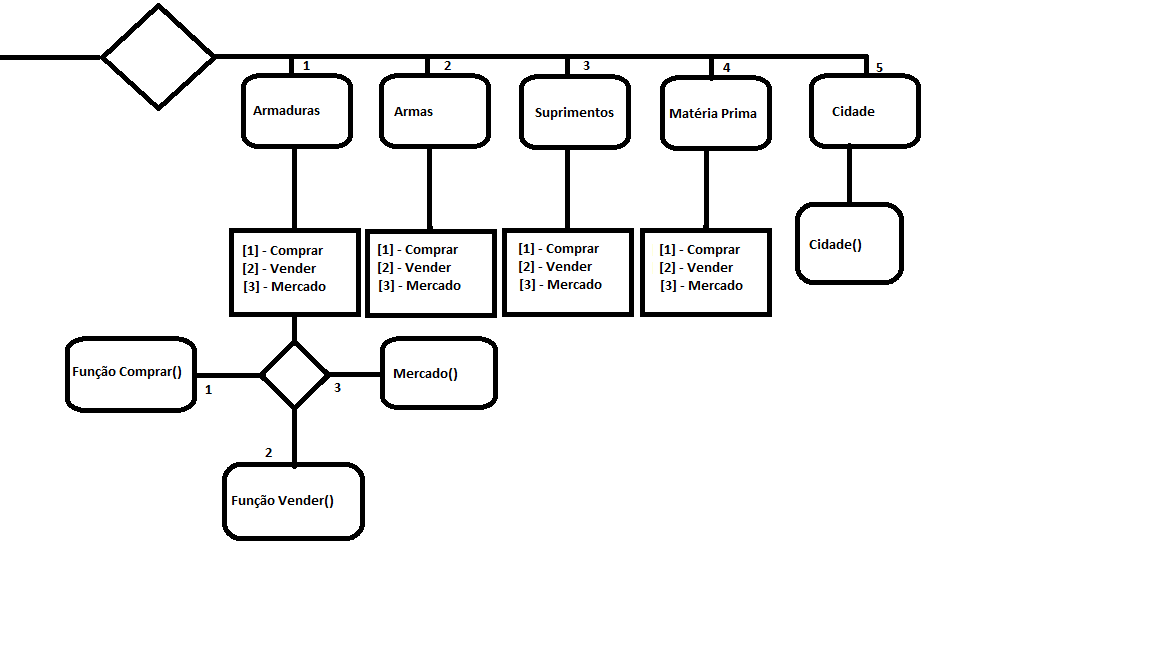 1
2
3
4
5
Armaduras
Armas
Suprimentos
Matéria Prima
Cidade
[1] - Comprar
[2] - Vender
[3] - Mercado
[1] - Comprar
[2] - Vender
[3] - Mercado
[1] - Comprar
[2] - Vender
[3] - Mercado
[1] - Comprar
[2] - Vender
[3] - Mercado
Cidade()
Função Comprar()
1
3
Mercado()
2
Função Vender()